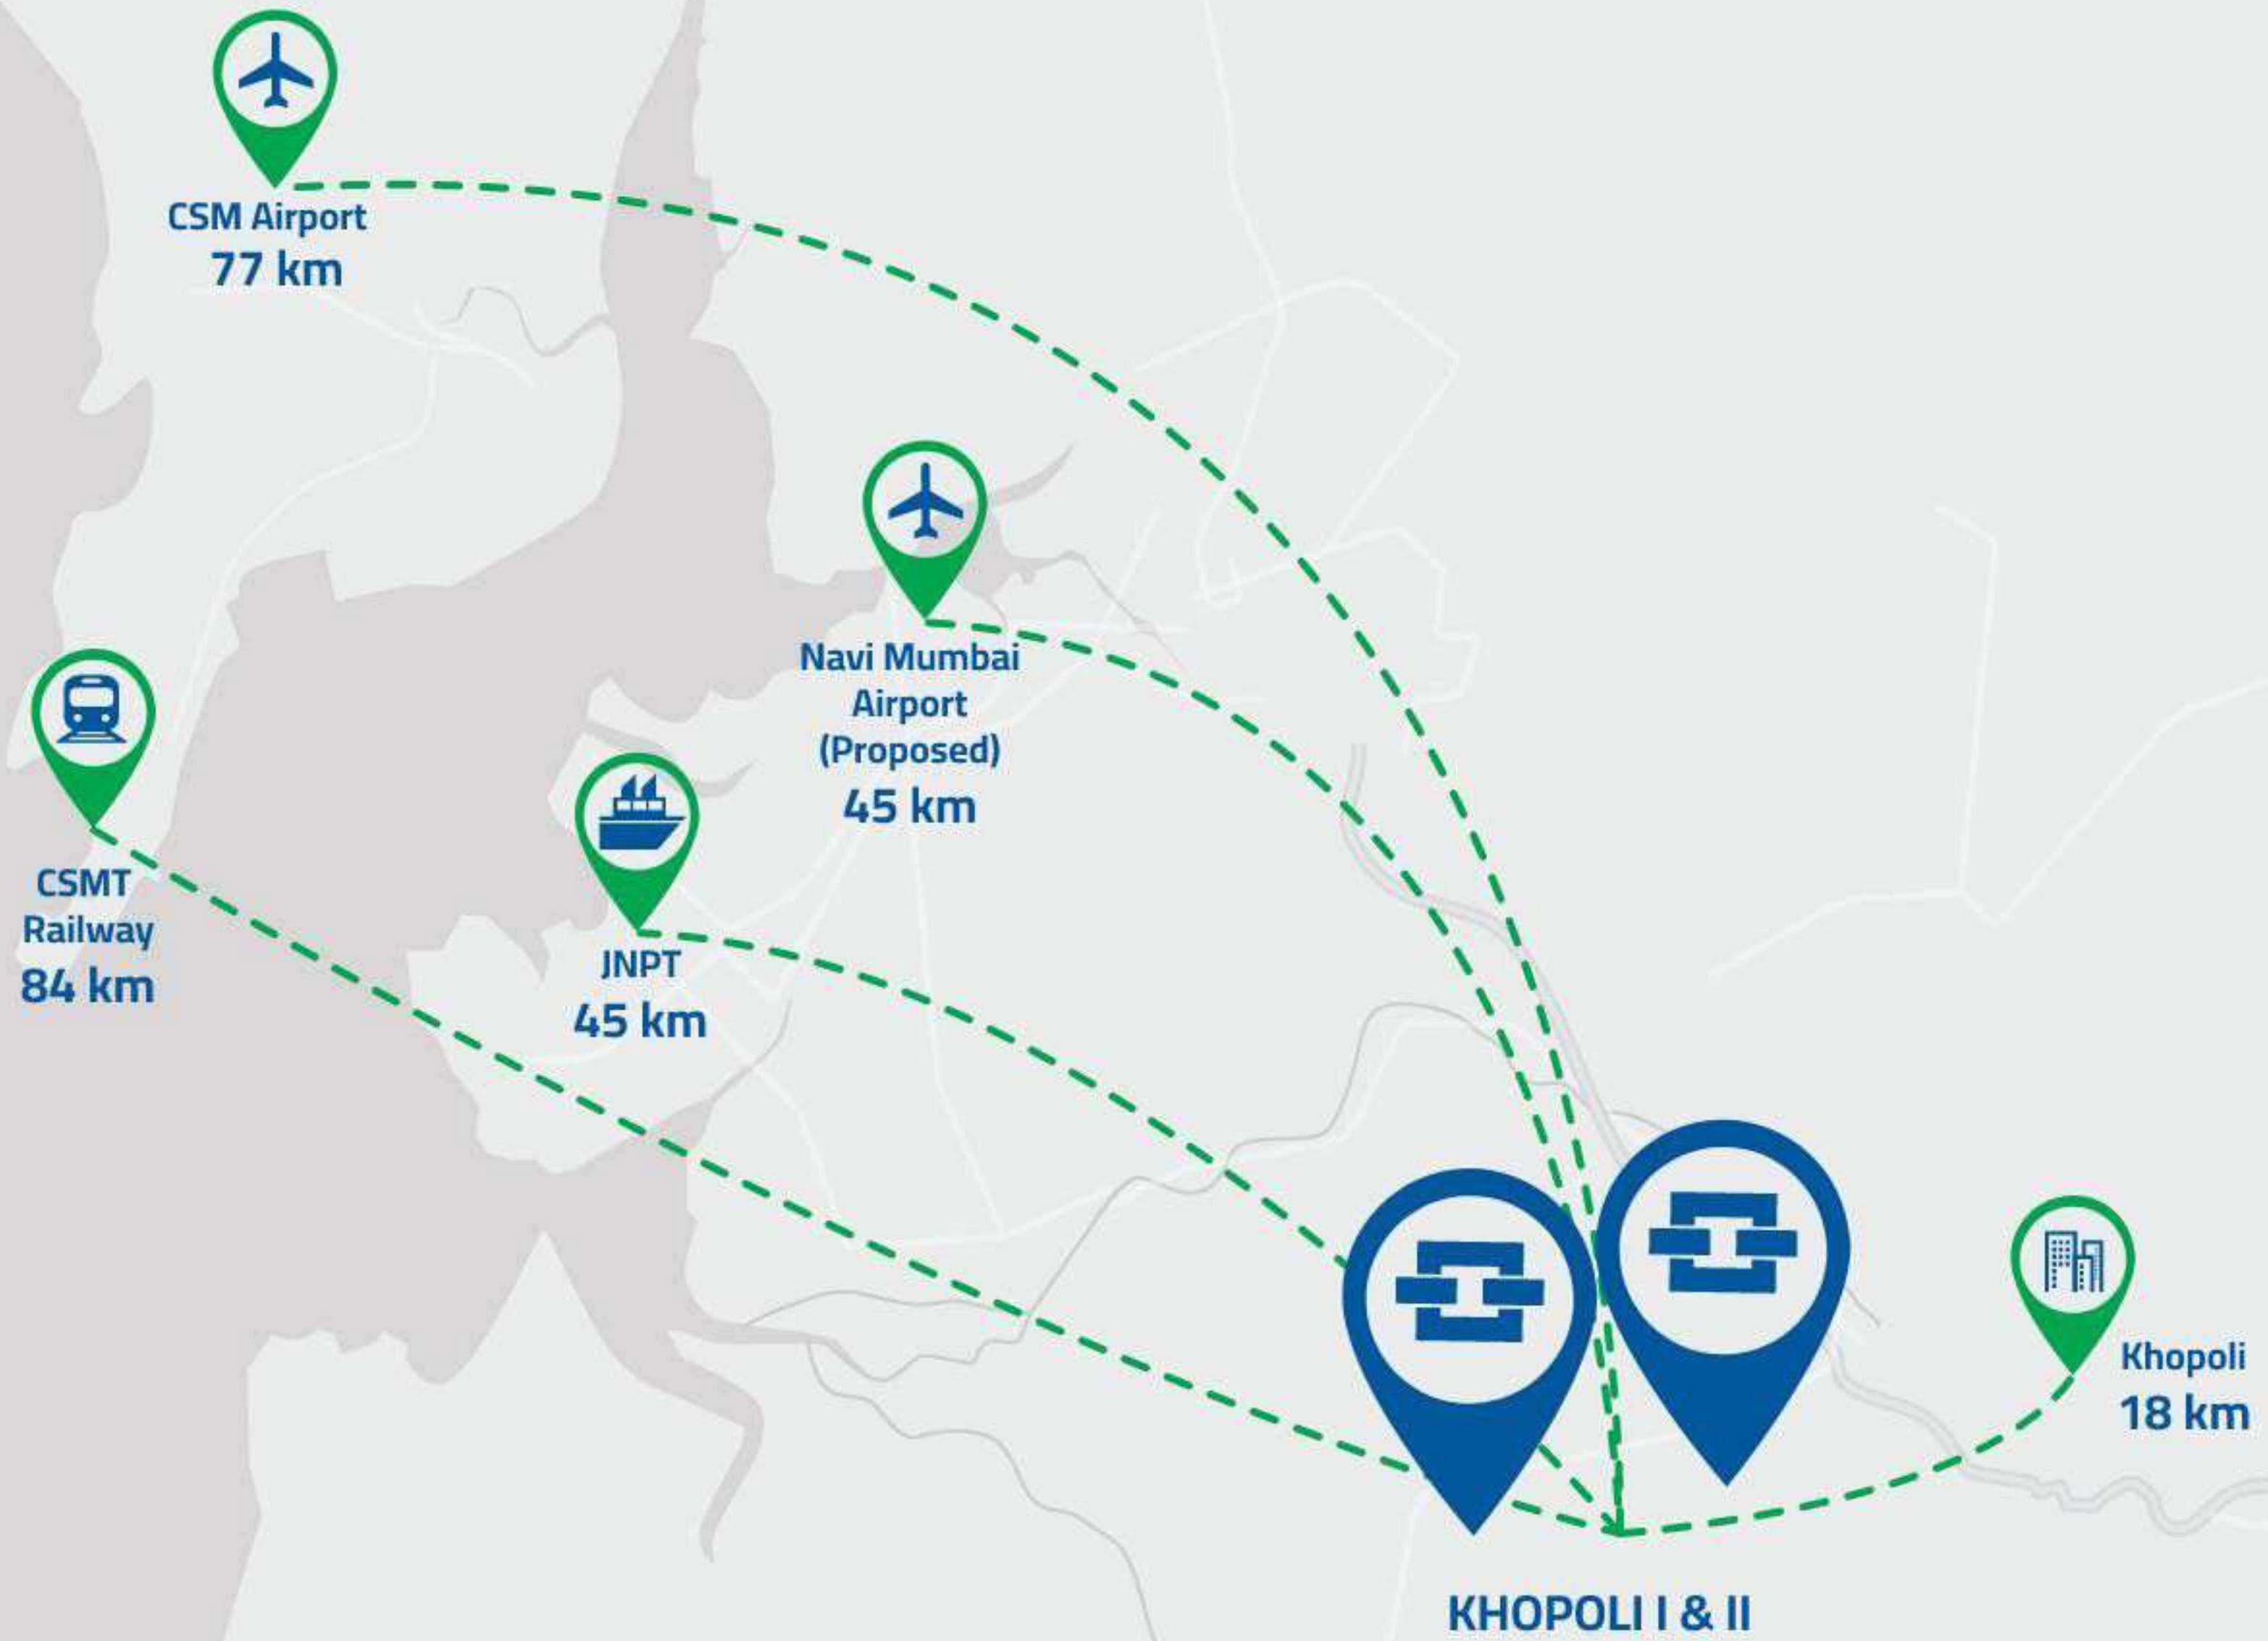 CSM Airport
77 km
Navi Mumbai
Airport
(Proposed)
45 km
CSMT
Railway
84 km
JNPT
45 km
Khopoli
18 km
KHOPOLI I & II